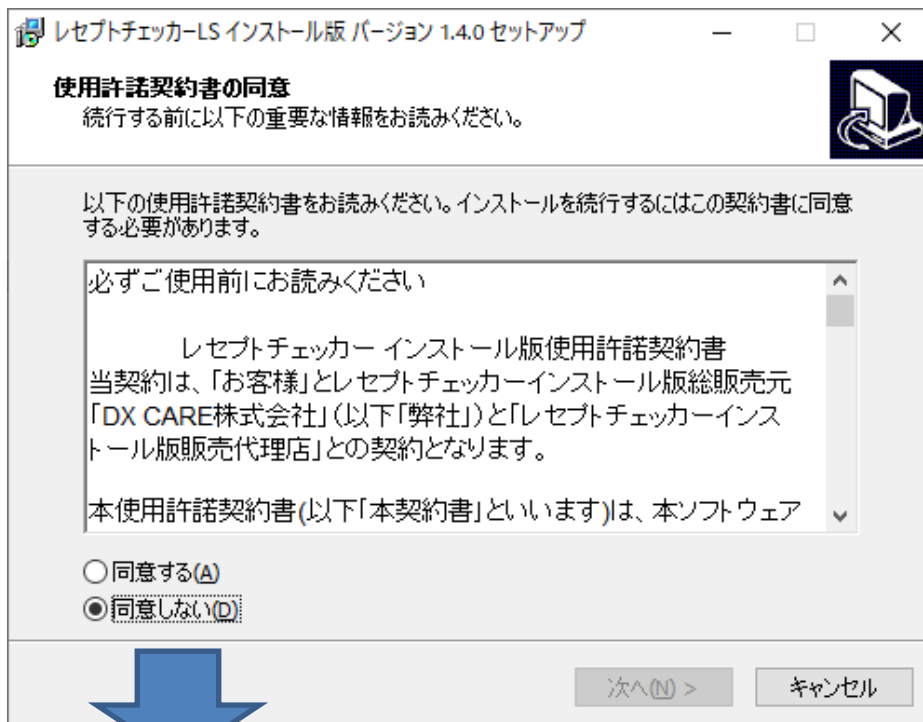 レセプトチェッカーLS インストール版 バージョン 1.4.0 セットアップ
使用許諾契約書の同意
続行する前に以下の重要な情報をお読みください。
以下の使用許諾契約書をお読みください。インストールを続行するにはこの契約書に同意
する必要があります。
必ずご使用前にお読みください
レセプトチェッカー インストール版使用許諾契約書
当契約は、「お客様」とレセプトチェッカーインストール版総販売元
「DX CARE株式会社」（以下「弊社」）と「レセプトチェッカーインス
トール版販売代理店」との契約となります。
本使用許諾契約書(以下「本契約書」といいます)は、本ソフトウェア
同意する(A)
同意しない(D)
次へ(N) >
キャンセル